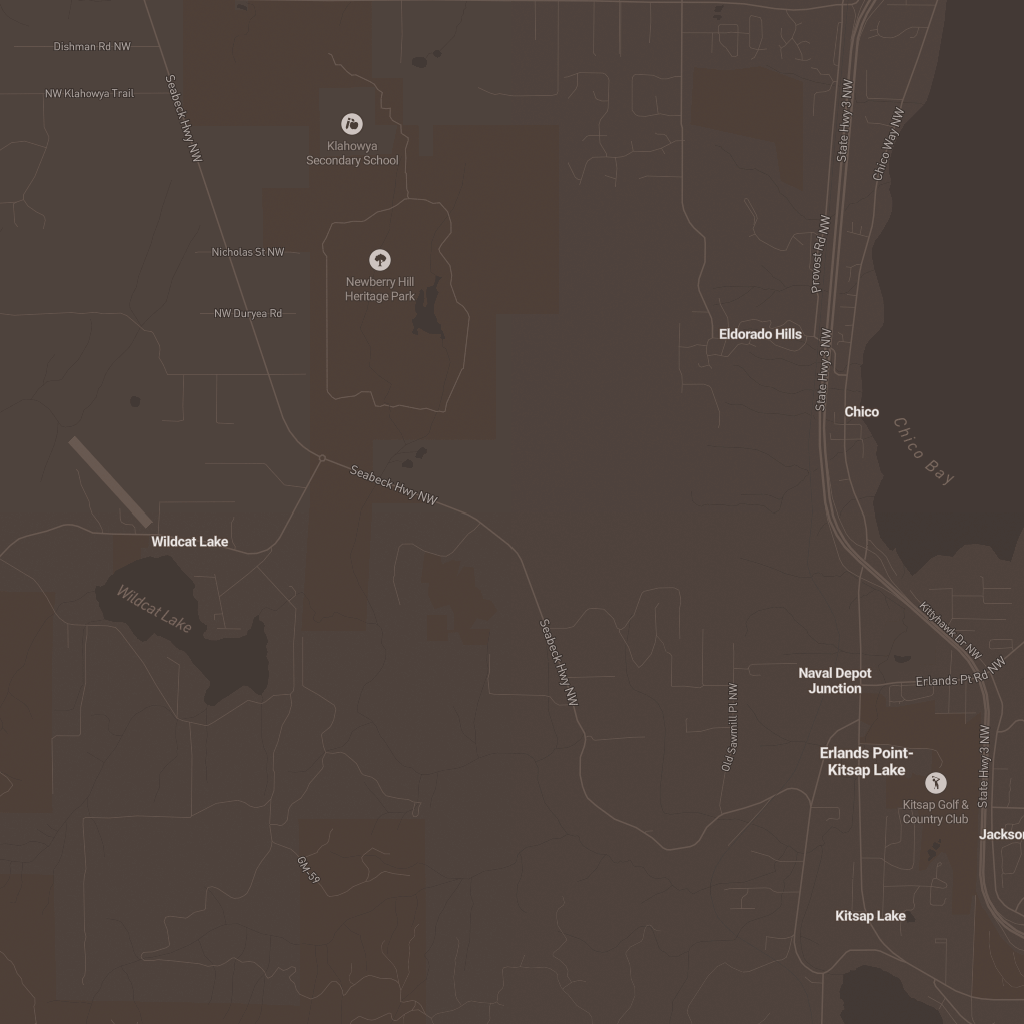 Dishman Rd NW
NW Klahowya Trail
Seabeck Hwy NW
State Hwy 3 NW
Chico Way NW
Klahowya
Secondary School
Nicholas St NW
Provost Rd NW
Newberry Hill
Heritage Park
NW Duryea Rd
Eldorado Hills
State Hwy 3 NW
Chico
Chico Bay
Seabeck Hwy NW
Wildcat Lake
Wildcat Lake
Kittyhawk Dr NW
Seabeck Hwy NW
Naval Depot
Junction
Erlands Pt Rd NW
Old Sawmill Pl NW
Erlands Point-
Kitsap Lake
State Hwy 3 NW
Kitsap Golf &
Country Club
Jackson
GM-59
Kitsap Lake